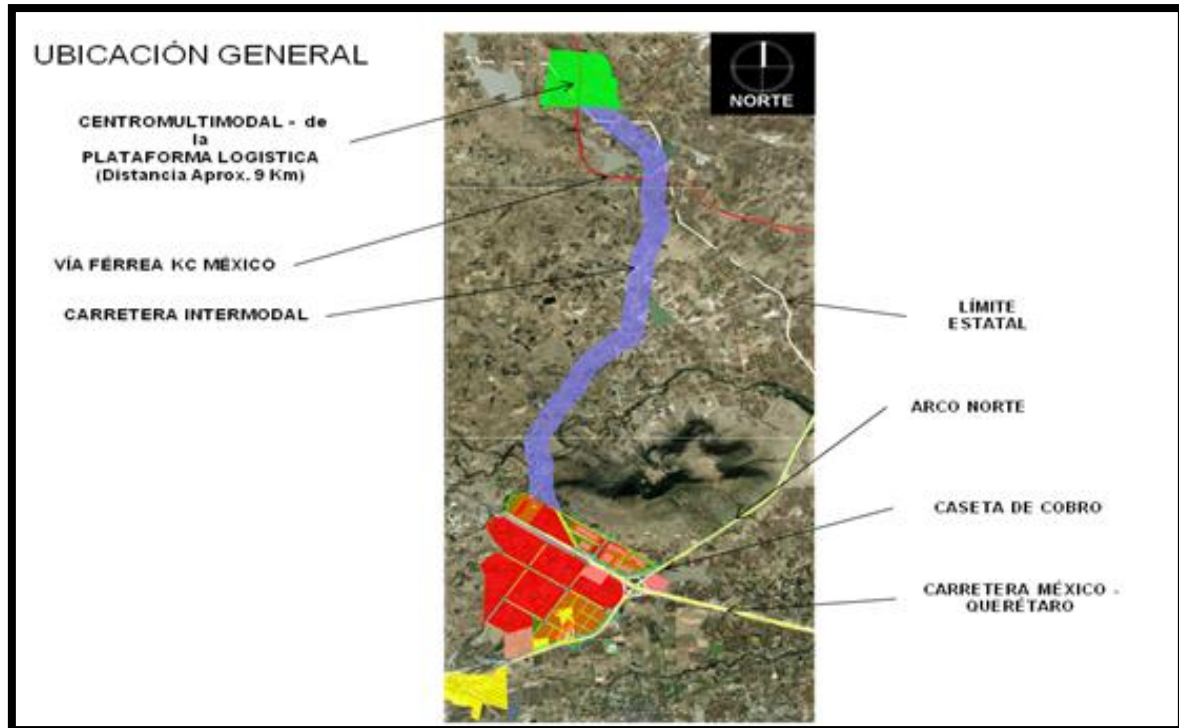 UBICACIÓN GENERAL
NORTE
CENTROMULTIMODAL - de
la
PLATAFORMA LOGISTICA
(Distancia Aprox. 9 Km)
VÍA FÉRREA KC MÉXICO
CARRETERA INTERMODAL
LÍMITE
ESTATAL
ARCO NORTE
CASETA DE COBRO
CARRETERA MÉXICO -
QUERÉTARO